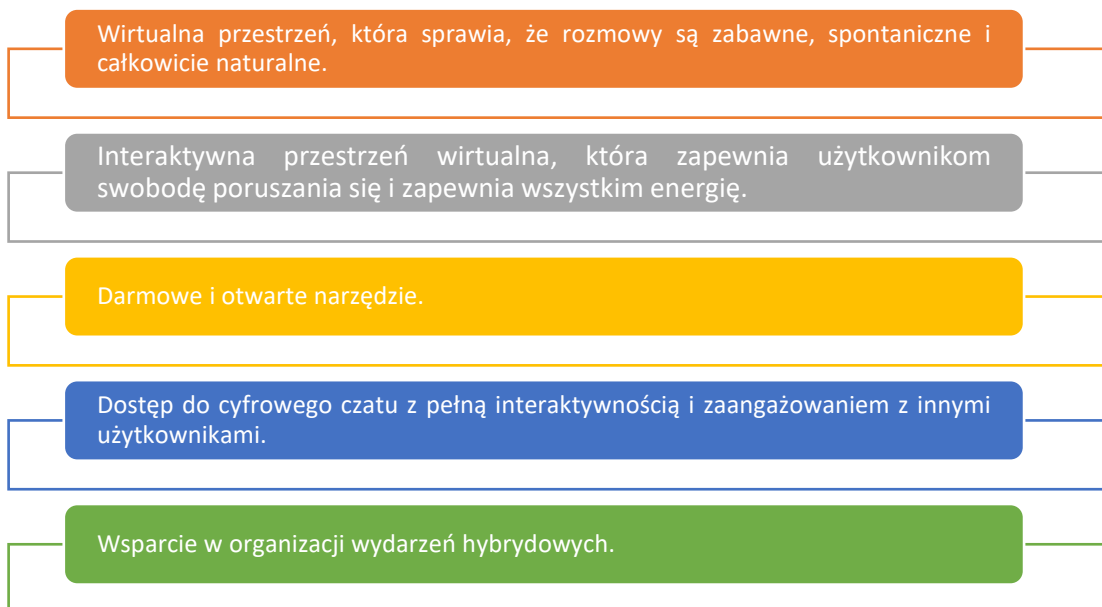 Wirtualna przestrzeń, która sprawia, że rozmowy są zabawne, spontaniczne i
całkowicie naturalne.
Interaktywna przestrzeń wirtualna, która zapewnia użytkownikom
swobodę poruszania się i zapewnia wszystkim energię.
Darmowe i otwarte narzędzie.
Dostęp do cyfrowego czatu z pełną interaktywnością i zaangażowaniem z innymi
użytkownikami.
Wsparcie w organizacji wydarzeń hybrydowych.